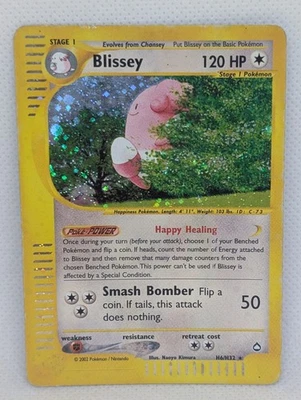 STAGE 1 Evolves from Chansey Put Blissey on the Basic Pokémon
Blissey 120 HP
Stage 1 Pokémon
Happiness Pokémon. Length: 4' 11", Weight: 103 lbs. ID: C-73
Poké-POWER Happy Healing
Once during your turn (before your attack), choose 1 of your Benched
Pokémon and flip a coin. If heads, count the number of Energy attached
to Blissey and then remove that many damage counters from the
chosen Benched Pokémon. This power can't be used if Blissey is
affected by a Special Condition.
Smash Bomber Flip a
coin. If tails, this attack
does nothing.
50
weakness resistance retreat cost
Illus. Naoyo Kimura
© 2002 Pokémon / Nintendo H6/H32